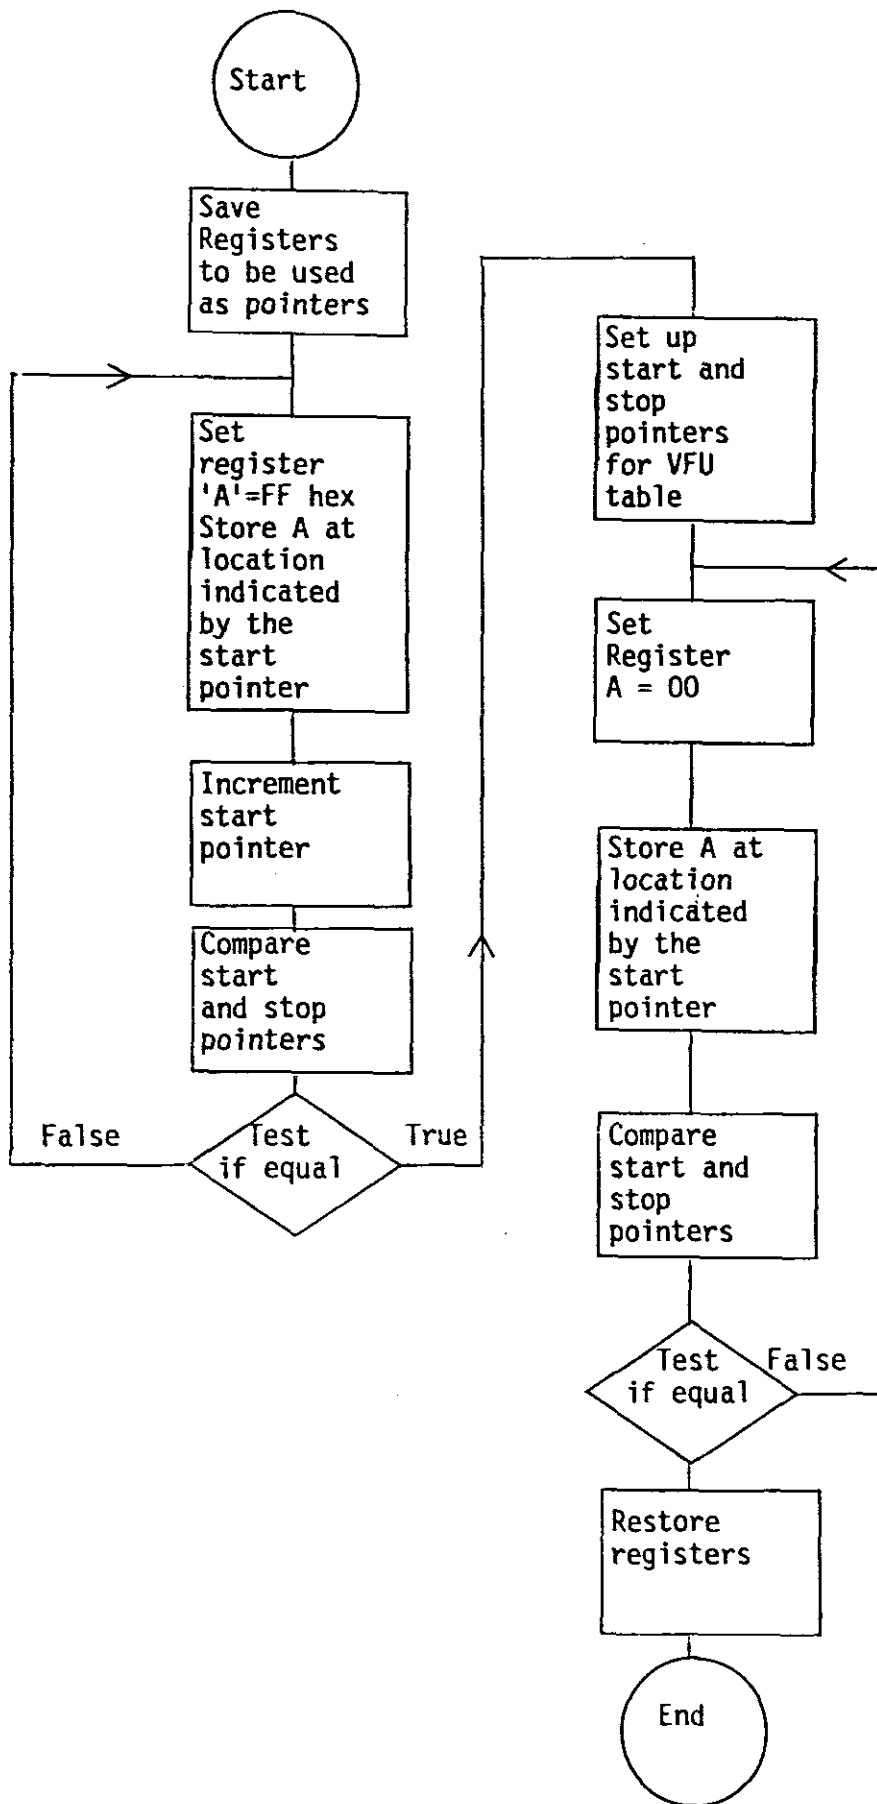 Start
Save
Registers
to be used
as pointers
Set
register
'A'=FF hex
Store A at
location
indicated
by the
start
pointer
Increment
start
pointer
Compare
start
and stop
pointers
False
Test
if equal
True
Set up
start and
stop
pointers
for VFU
table
Set
Register
A = 00
Store A at
location
indicated
by the
start
pointer
Compare
start and
stop
pointers
Test
if equal
False
Restore
registers
End